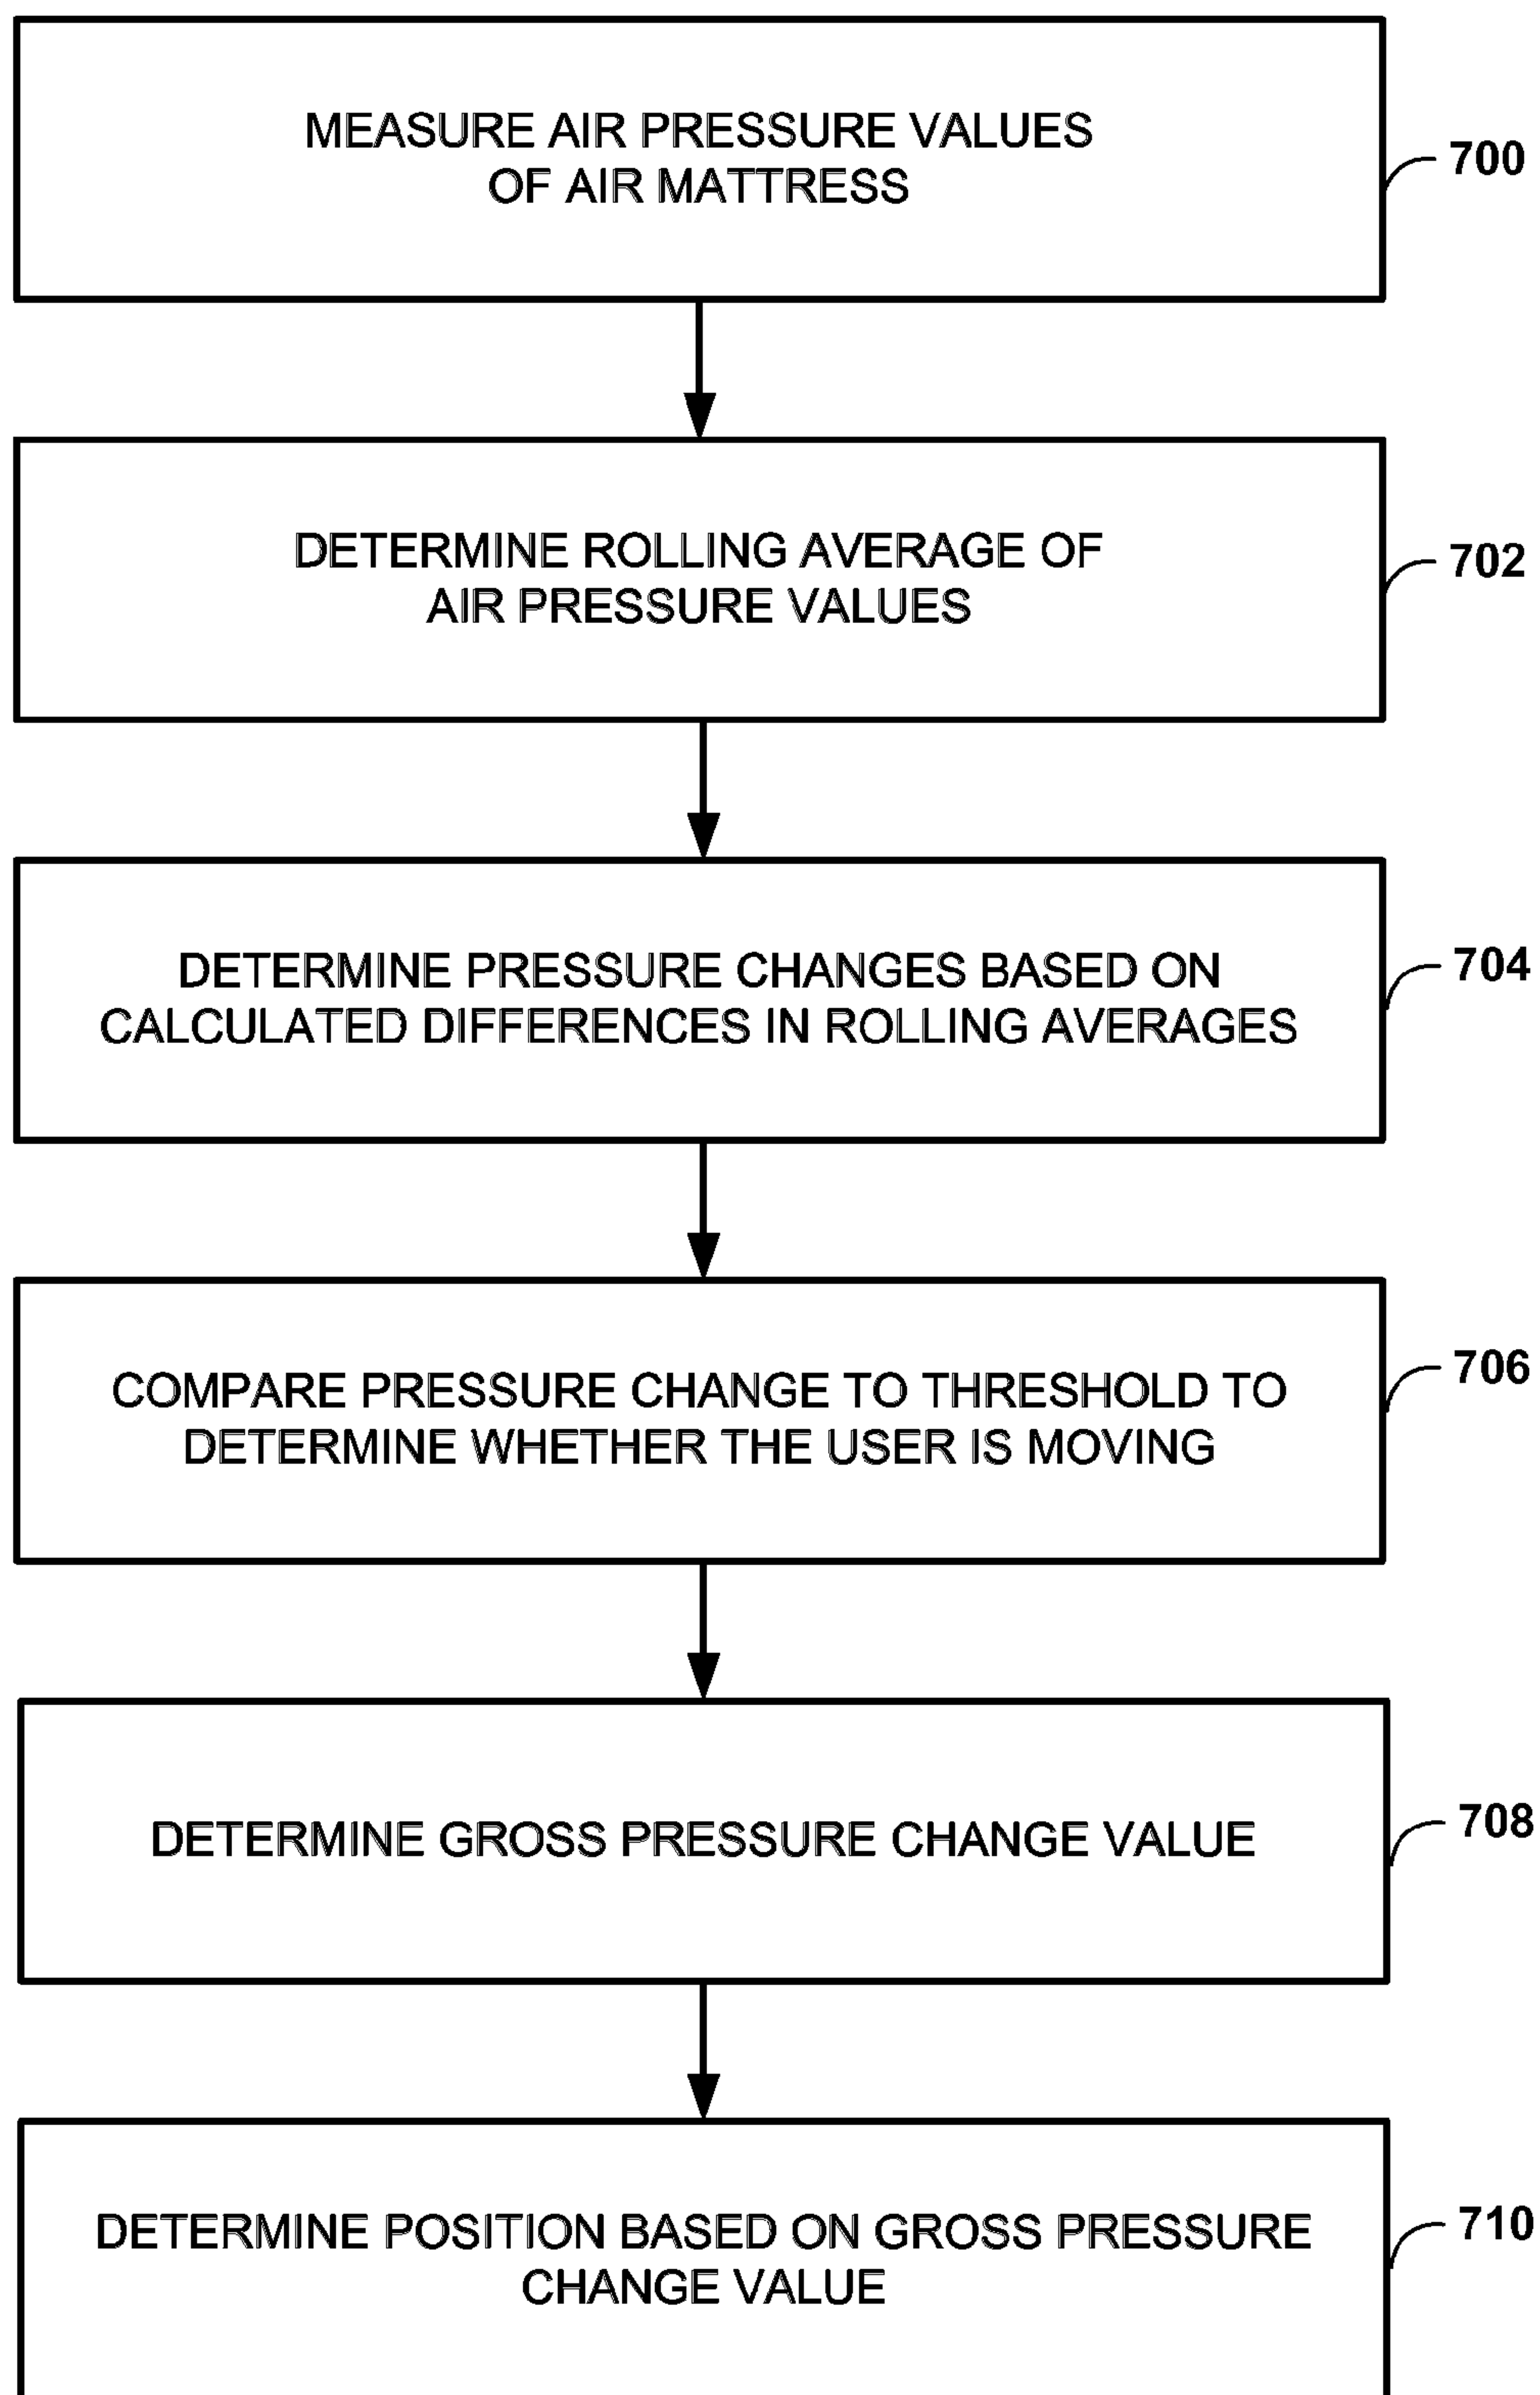 MEASURE AIR PRESSURE VALUES
OF AIR MATTRESS
700
DETERMINE ROLLING AVERAGE OF
AIR PRESSURE VALUES
702
DETERMINE PRESSURE CHANGES BASED ON
CALCULATED DIFFERENCES IN ROLLING AVERAGES
704
COMPARE PRESSURE CHANGE TO THRESHOLD TO
DETERMINE WHETHER THE USER IS MOVING
706
DETERMINE GROSS PRESSURE CHANGE VALUE
708
DETERMINE POSITION BASED ON GROSS PRESSURE
CHANGE VALUE
710